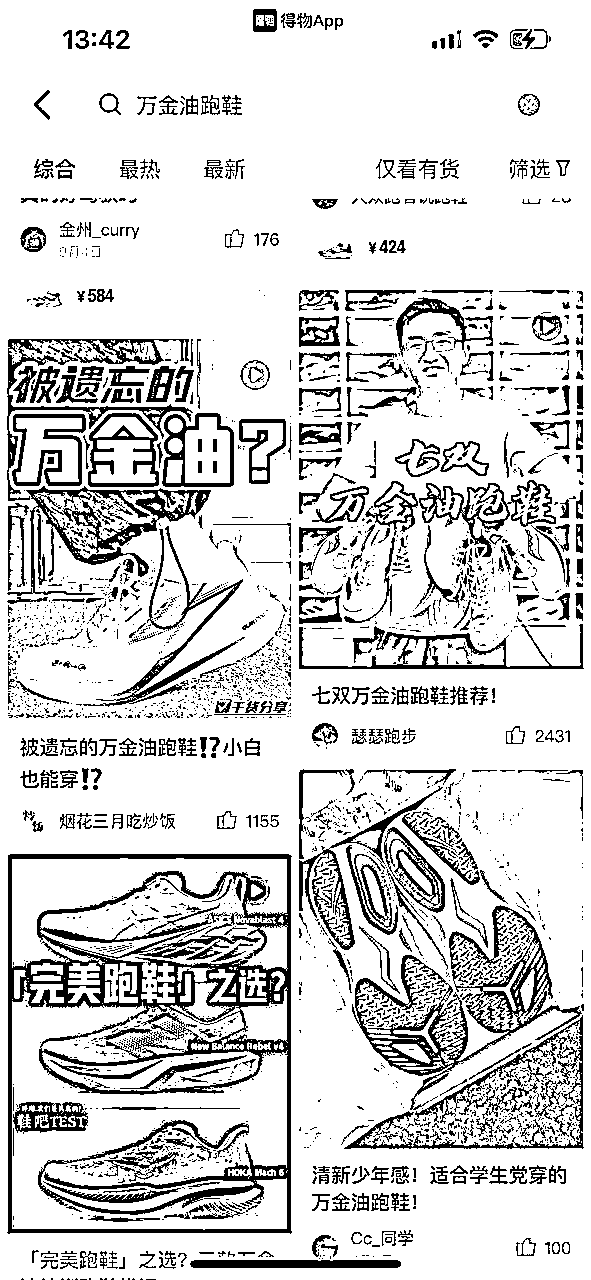 得物App
13:42
万金油跑鞋
综合 最热 最新 仅看有货 筛选
金州_curry
176
¥584
被遗忘的
万金油?
干货分享
被遗忘的万金油跑鞋⁉️小白
也能穿⁉️
烟花三月吃炒饭 1155
「完美跑鞋」之选?
New Balance Rebel v4
鞋吧TEST
HOKA Mach 6
「完美跑鞋」之选?
¥424
七双
万金油跑鞋
七双万金油跑鞋推荐!
瑟瑟跑步 2431
清新少年感!适合学生党穿的
万金油跑鞋!
Cc_同学 100